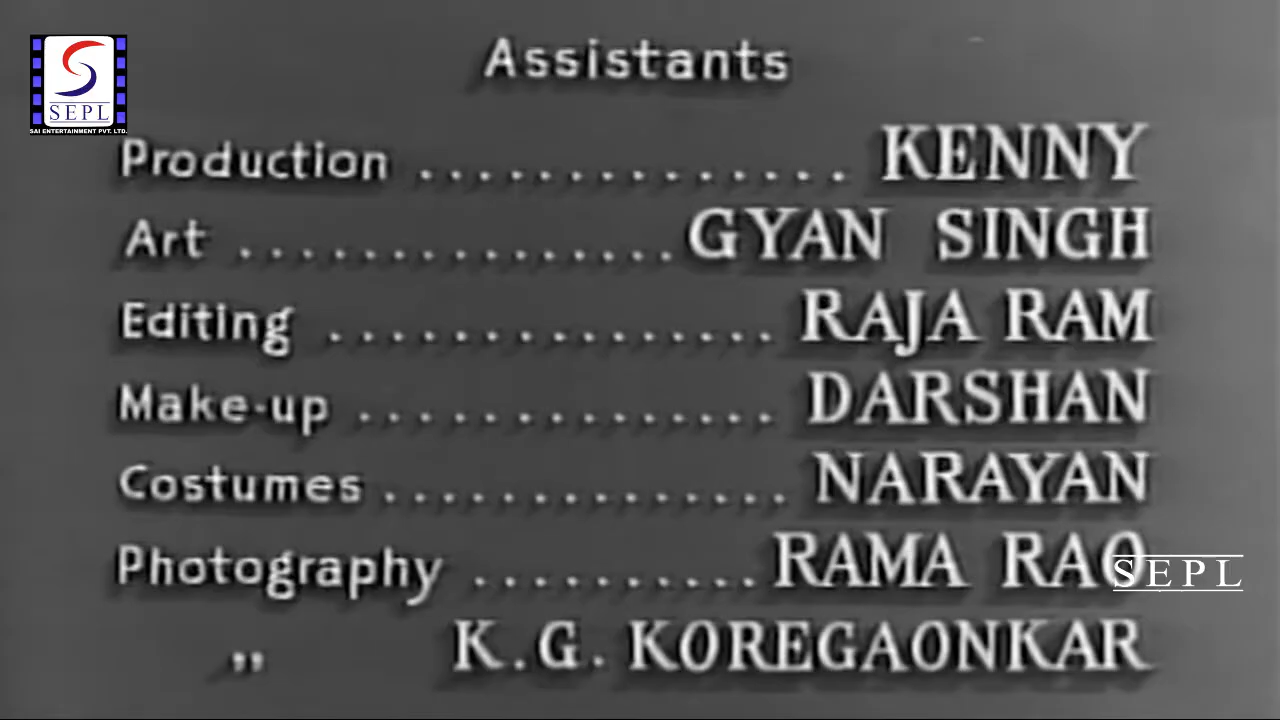 Assistants
SEPL
SAI ENTERTAINMENT PVT. LTD.
Production .............. KENNY
Art .............. GYAN SINGH
Editing ............... RAJA RAM
Make-up .............. DARSHAN
Costumes .............. NARAYAN
Photography .......... RAMA RAO
SEPL
" K.G. KOREGAONKAR